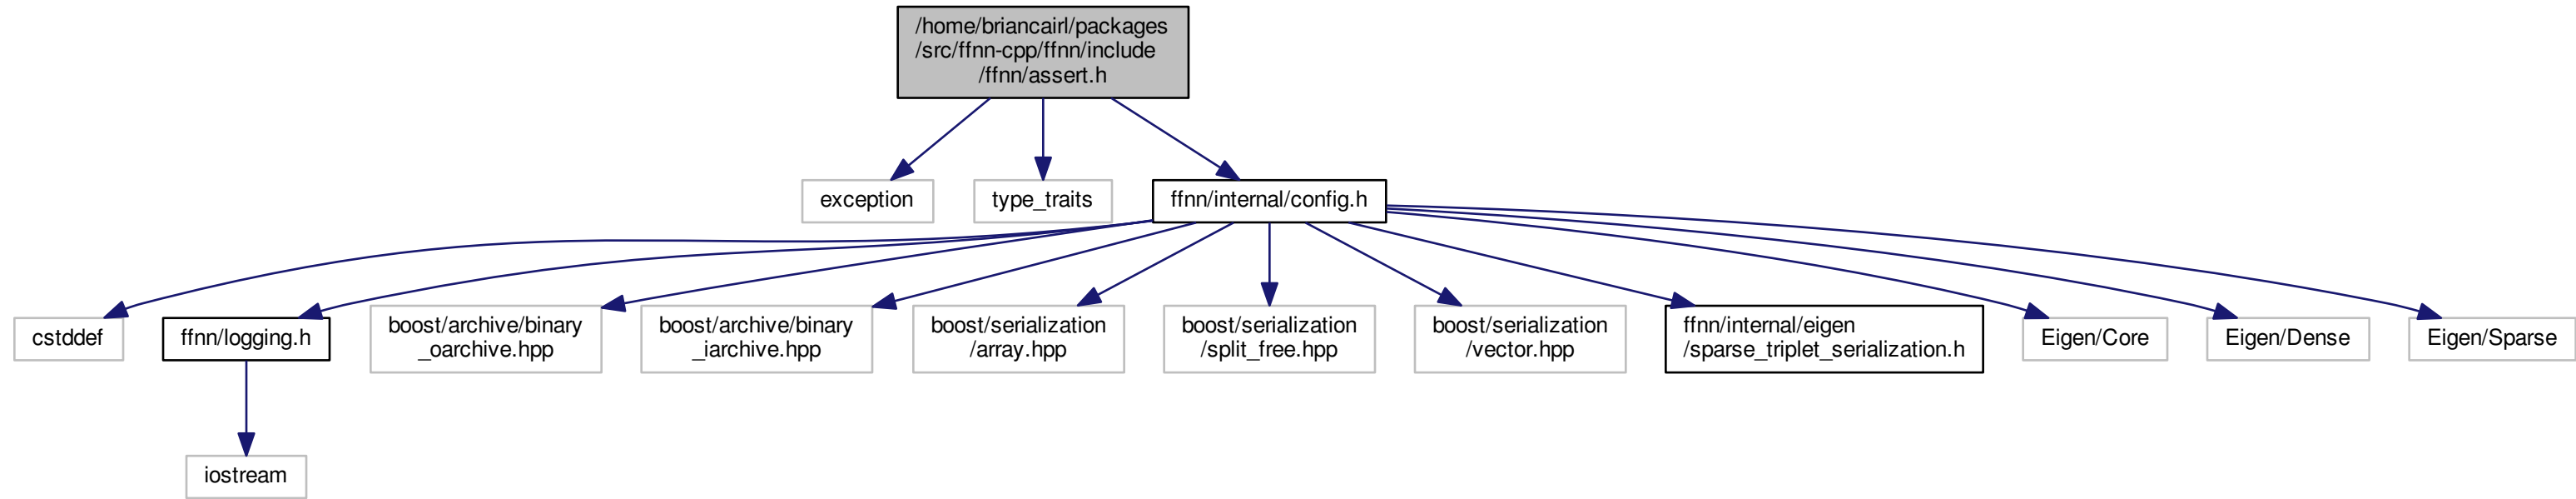 /home/briancairl/packages
/src/ffnn-cpp/ffnn/include
/ffnn/assert.h
exception
type_traits
ffnn/internal/config.h
cstddef
ffnn/logging.h
boost/archive/binary
_oarchive.hpp
boost/archive/binary
_iarchive.hpp
boost/serialization
/array.hpp
boost/serialization
/split_free.hpp
boost/serialization
/vector.hpp
ffnn/internal/eigen
/sparse_triplet_serialization.h
Eigen/Core
Eigen/Dense
Eigen/Sparse
iostream